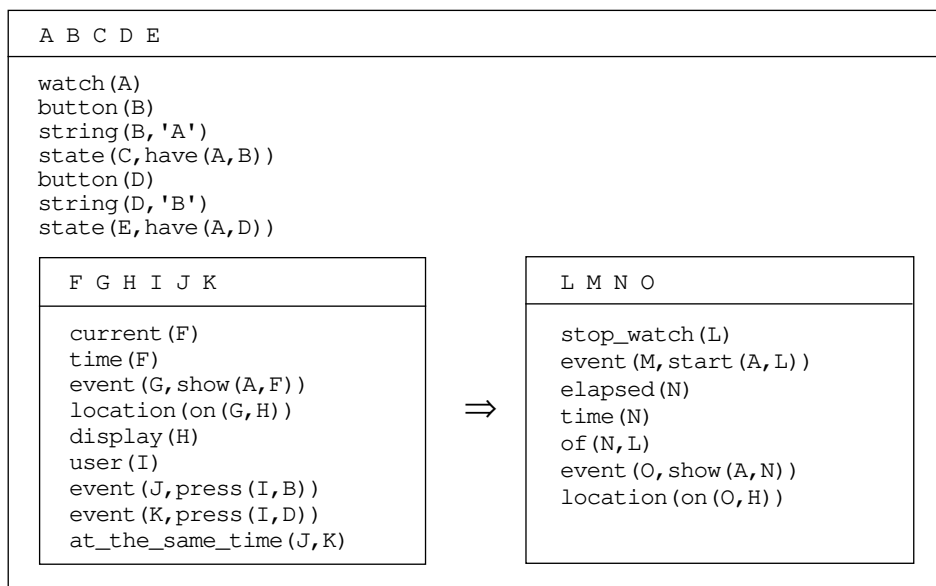 A B C D E
watch(A)
button(B)
string(B,'A')
state(C,have(A,B))
button(D)
string(D,'B')
state(E,have(A,D))
F G H I J K
current(F)
time(F)
event(G,show(A,F))
location(on(G,H))
display(H)
user(I)
event(J,press(I,B))
event(K,press(I,D))
at_the_same_time(J,K)
⇒
L M N O
stop_watch(L)
event(M,start(A,L))
elapsed(N)
time(N)
of(N,L)
event(O,show(A,N))
location(on(O,H))